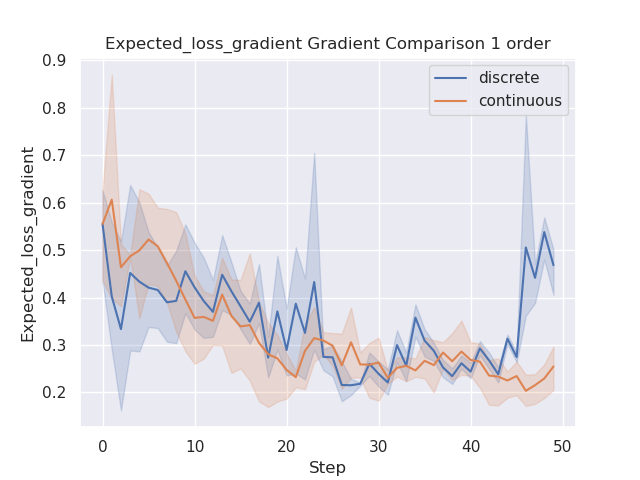 Expected_loss_gradient Gradient Comparison 1 order
discrete
continuous
Expected_loss_gradient
0.9
0.8
0.7
0.6
0.5
0.4
0.3
0.2
0 10 20 30 40 50
Step